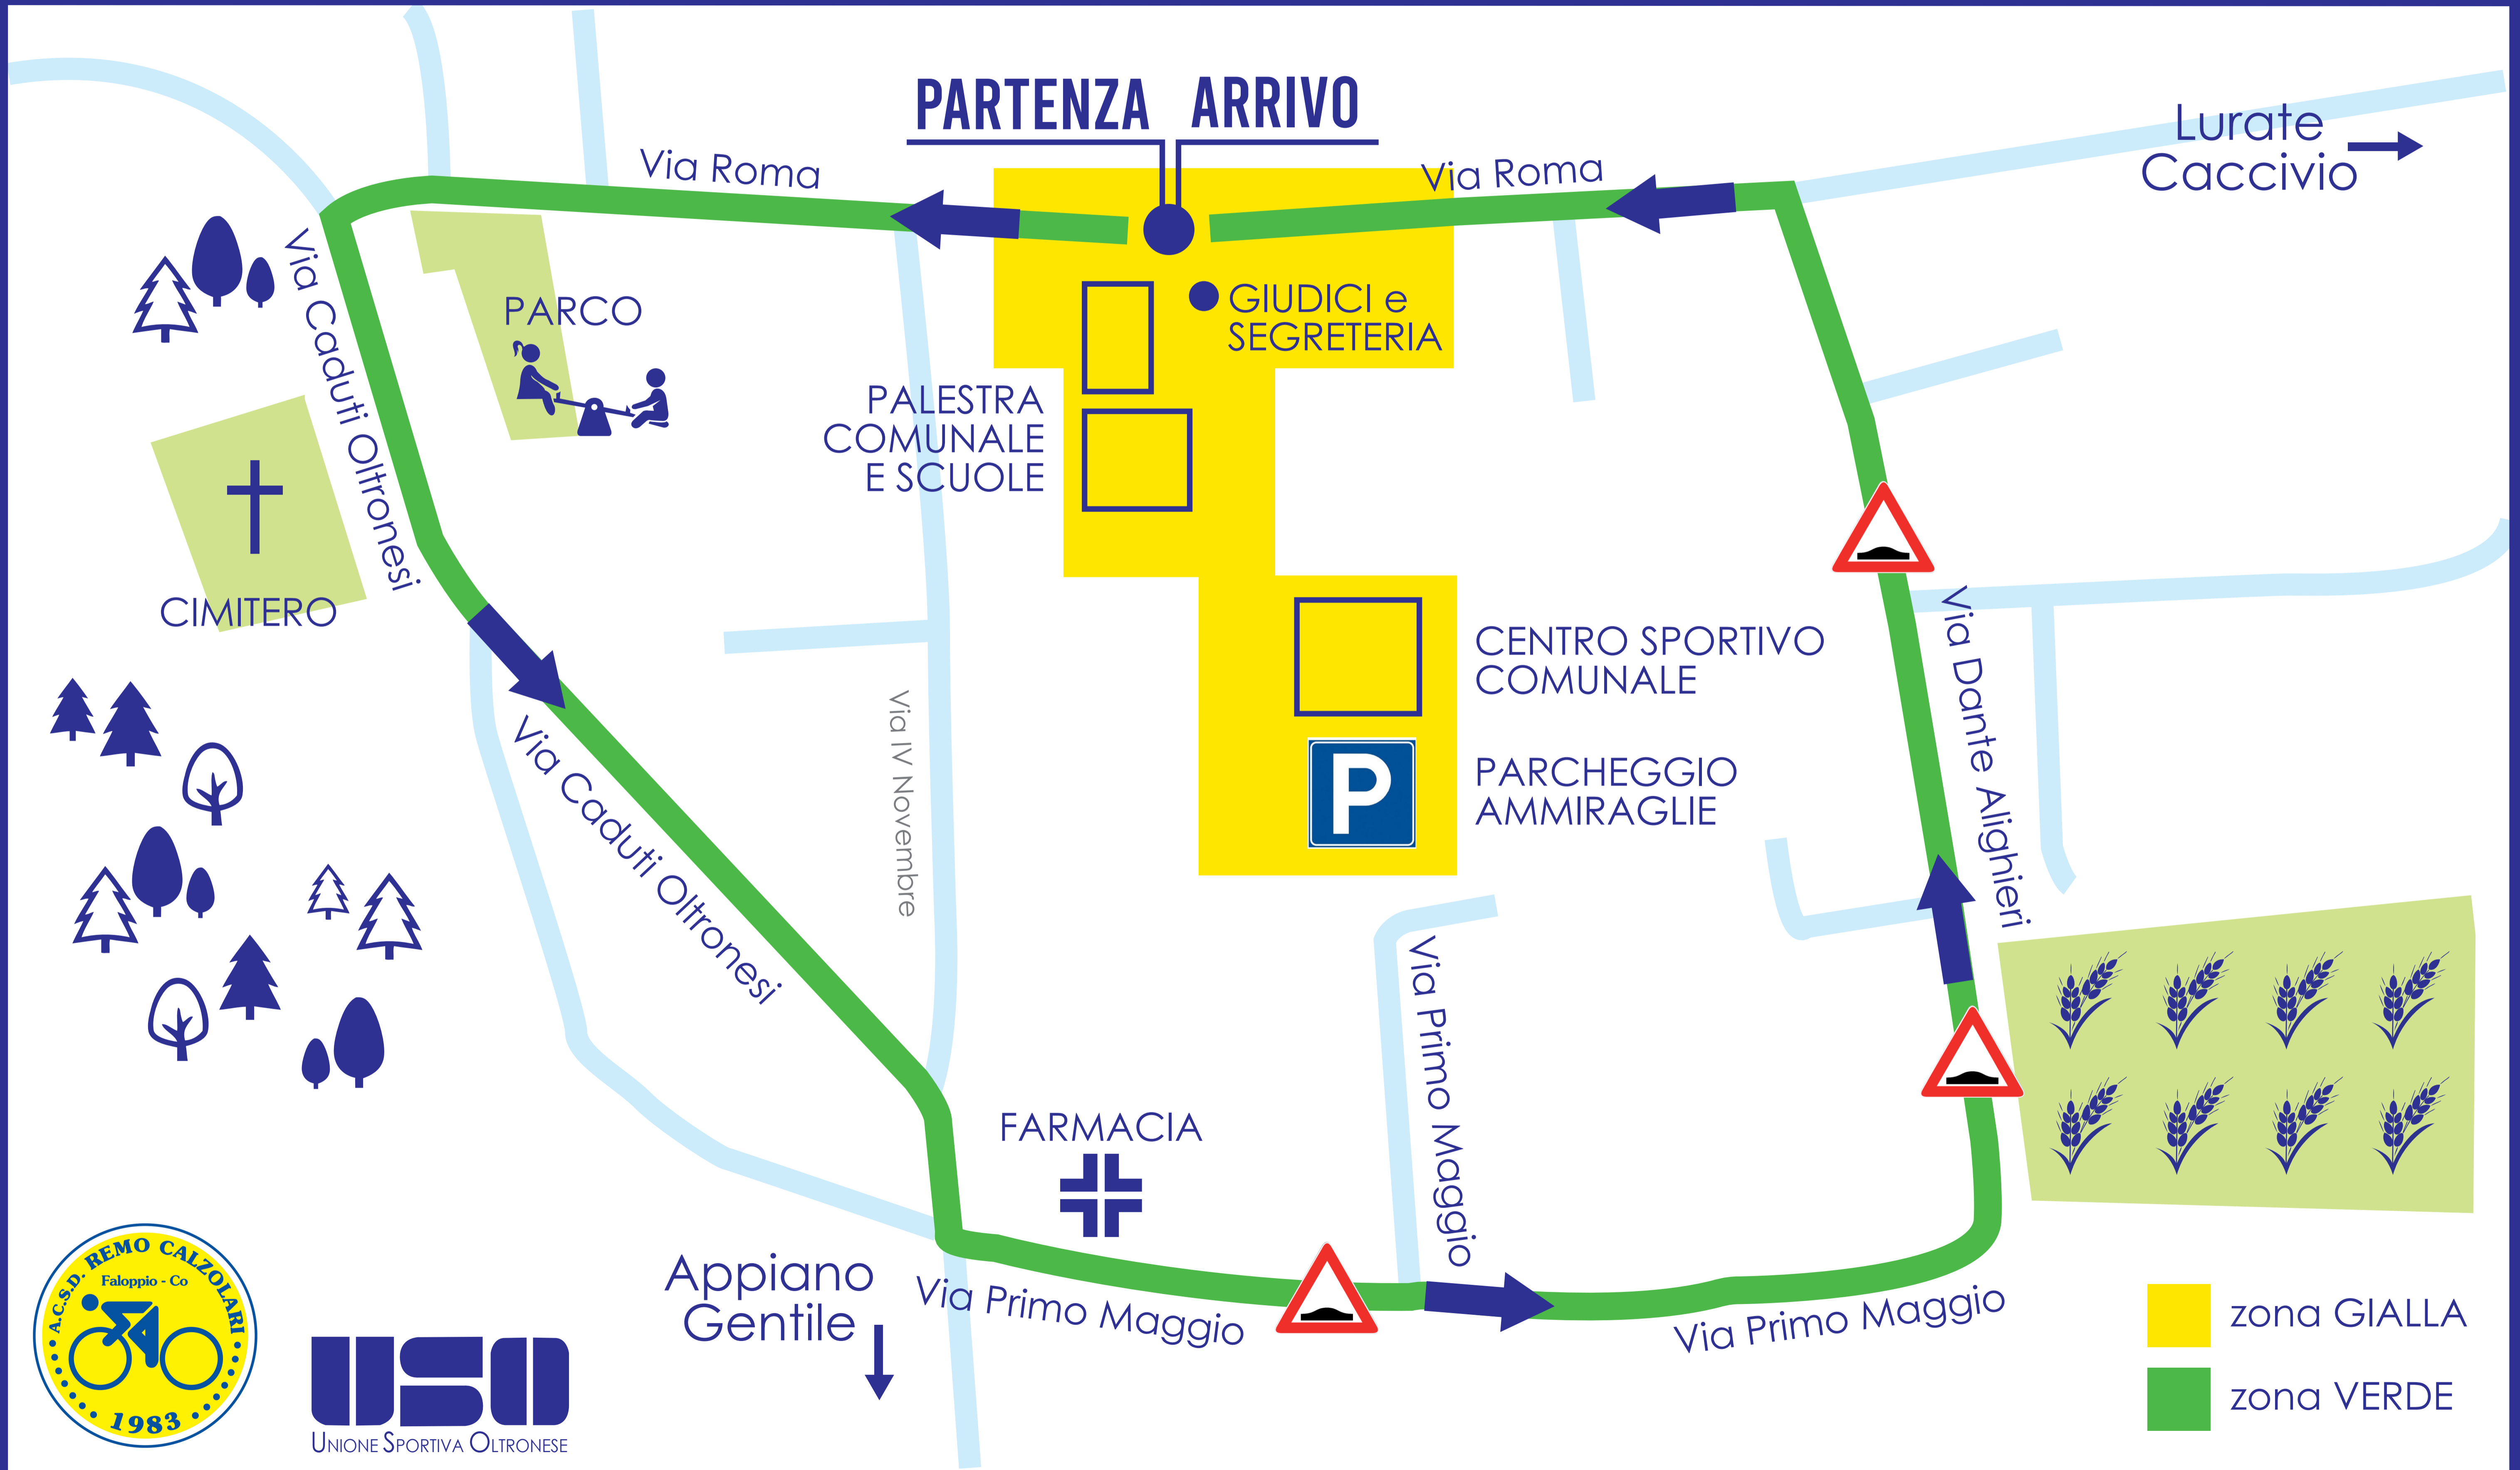 PARTENZA ARRIVO
Lurate
Caccivio
Via Roma
Via Roma
GIUDICI e
SEGRETERIA
PARCO
Via Caduti Oltronesi
PALESTRA
COMUNALE
E SCUOLE
CIMITERO
CENTRO SPORTIVO
COMUNALE
P
PARCHEGGIO
AMMIRAGLIE
Via Dante Alighieri
Via IV Novembre
Via Caduti Oltronesi
Via Primo Maggio
FARMACIA
Appiano
Gentile
Via Primo Maggio
Via Primo Maggio
A.C.S.D. REMO CALZOLARI
Faloppio - Co
1983
USO
UNIONE SPORTIVA OLTRONESE
zona GIALLA
zona VERDE